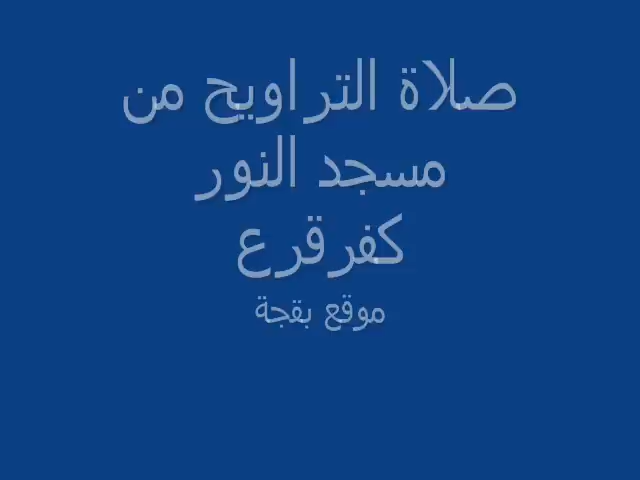 صلاة التراويح من
مسجد النور
كفرقرع
موقع بقجة